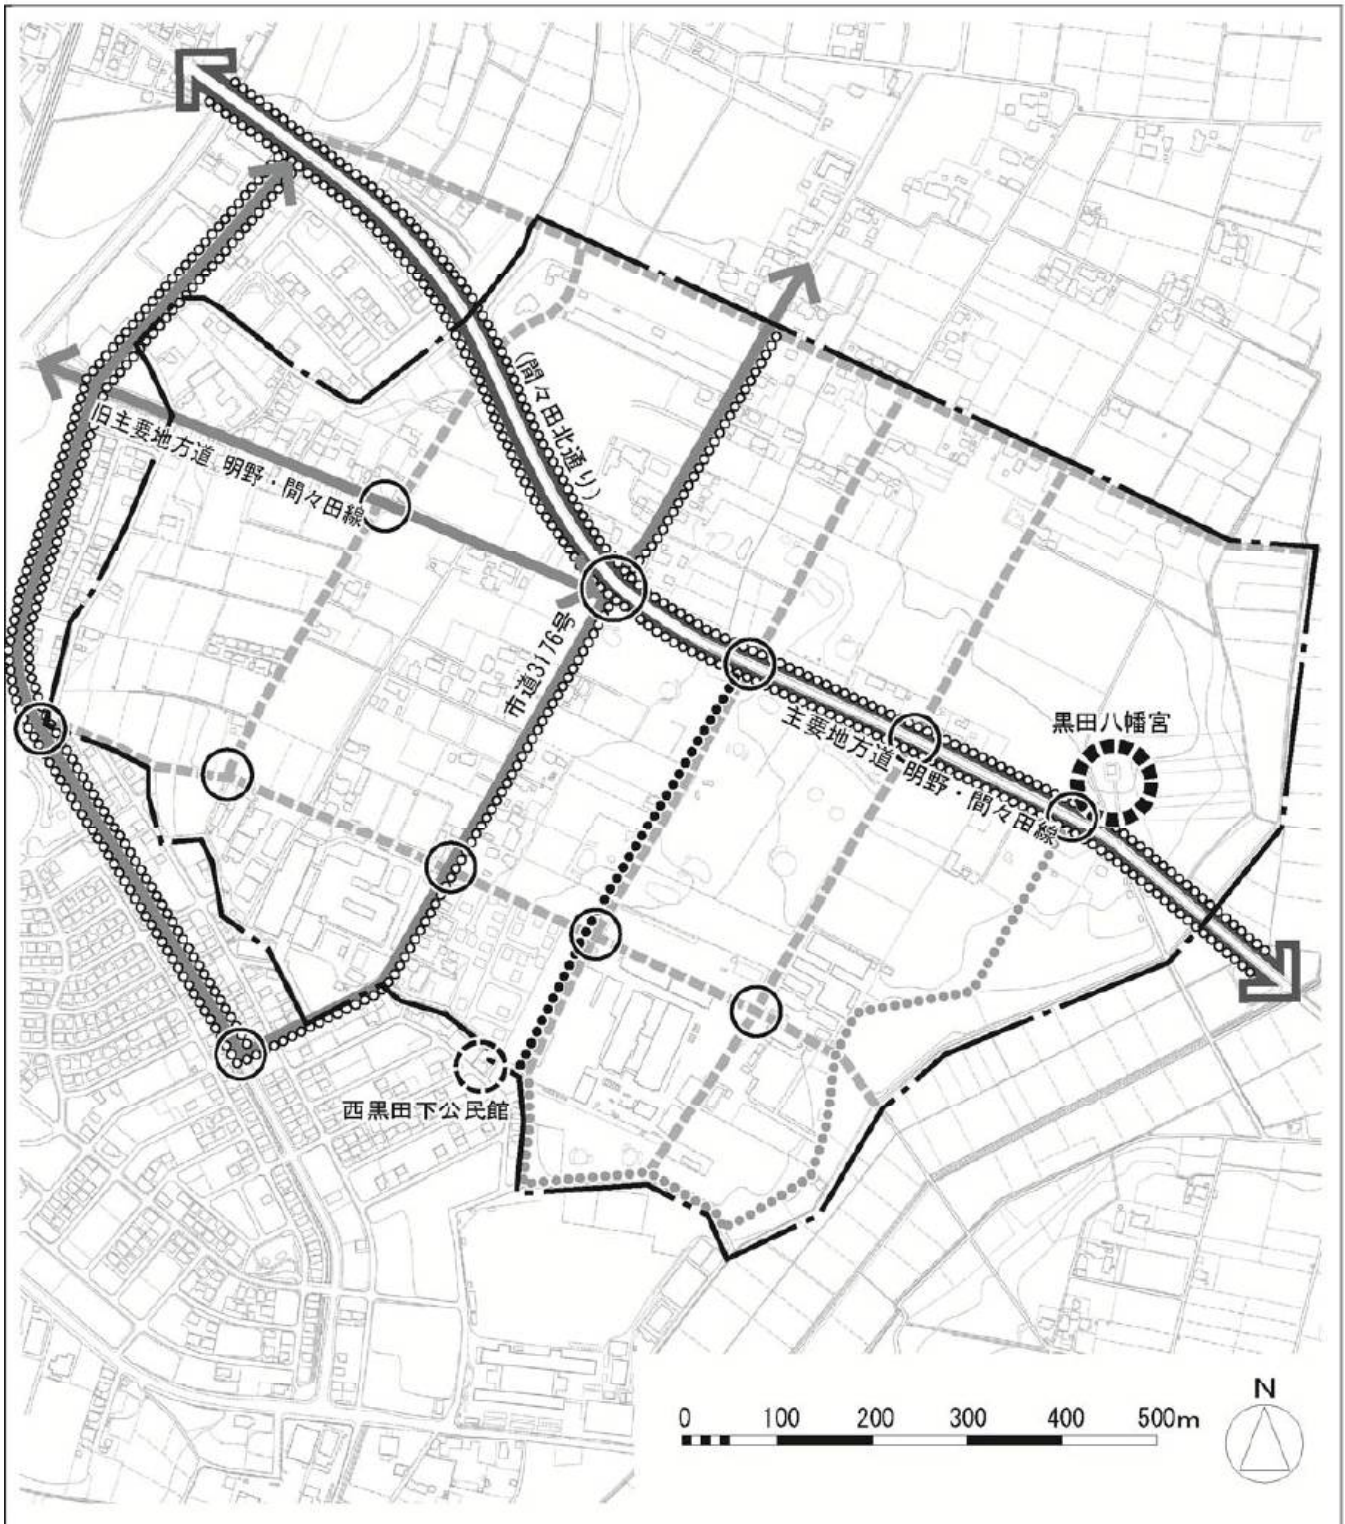 (間々田北通り)
旧主要地方道 明野・間々田線
市道3176号
主要地方道 明野・間々田線
黒田八幡宮
西黒田下公民館
N
0 100 200 300 400 500m